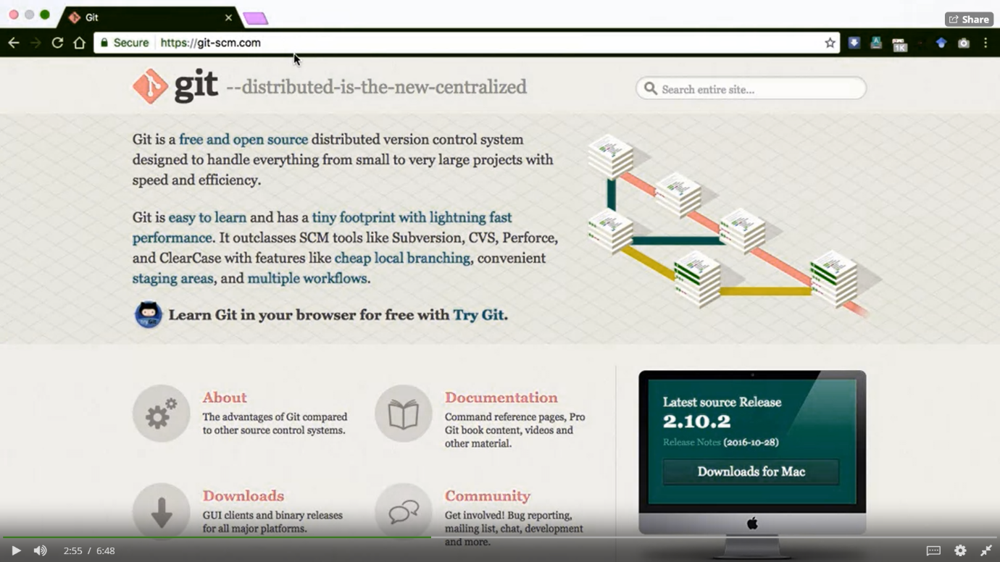 Git
Share
Secure
https://git-scm.com
1K
git --distributed-is-the-new-centralized
Search entire site...
Git is a free and open source distributed version control system
designed to handle everything from small to very large projects with
speed and efficiency.
Git is easy to learn and has a tiny footprint with lightning fast
performance. It outclasses SCM tools like Subversion, CVS, Perforce,
and ClearCase with features like cheap local branching, convenient
staging areas, and multiple workflows.
Learn Git in your browser for free with Try Git.
About
The advantages of Git compared
to other source control systems.
Documentation
Command reference pages, Pro
Git book content, videos and
other material.
Downloads
GUI clients and binary releases
for all major platforms.
Community
Get involved! Bug reporting,
mailing list, chat, development
and more.
Latest source Release
2.10.2
Release Notes (2016-10-28)
Downloads for Mac
2:55 / 6:48